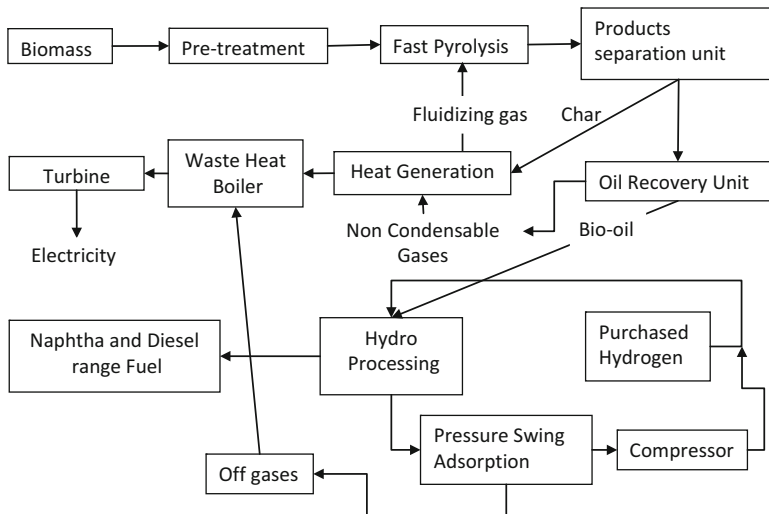 Biomass
Pre-treatment
Fast Pyrolysis
Products
separation unit
Fluidizing gas
Char
Turbine
Waste Heat
Boiler
Heat Generation
Oil Recovery Unit
Electricity
Non Condensable
Gases
Bio-oil
Naphtha and Diesel
range Fuel
Hydro
Processing
Purchased
Hydrogen
Pressure Swing
Adsorption
Compressor
Off gases